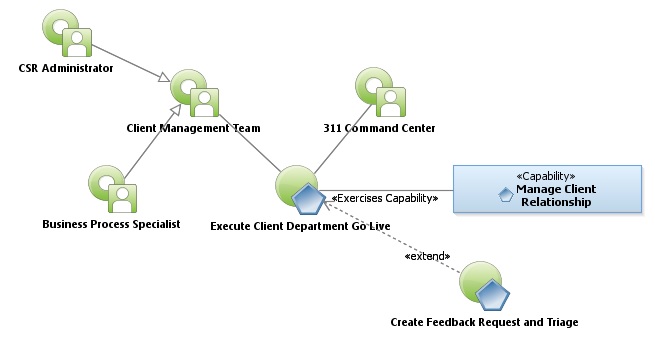 CSR Administrator
Client Management Team
311 Command Center
«Capability»
Manage Client
Relationship
«Exercises Capability»
Business Process Specialist
Execute Client Department Go Live
«extend»
Create Feedback Request and Triage